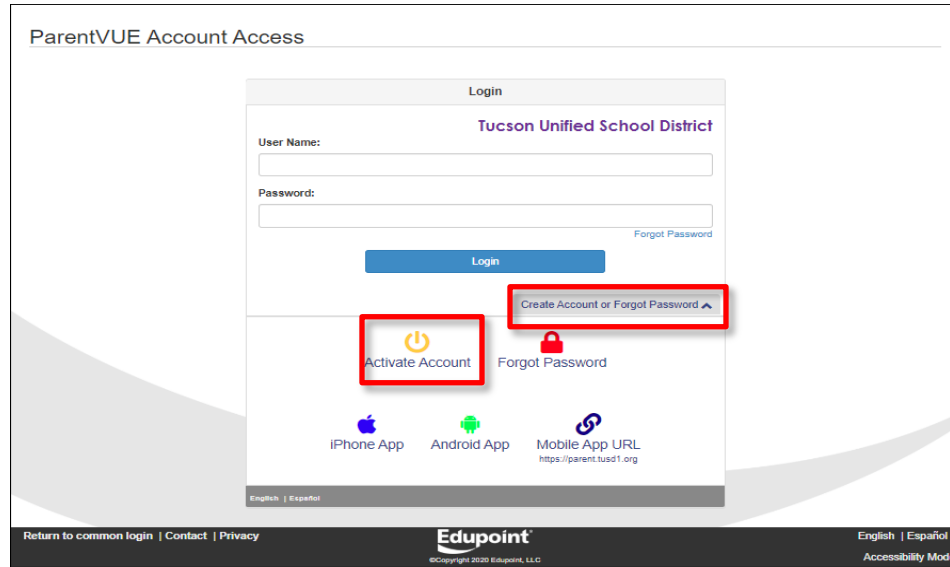 ParentVUE Account Access
Login
Tucson Unified School District
User Name:
Password:
Forgot Password
Login
Create Account or Forgot Password
Activate Account
Forgot Password
iPhone App
Android App
Mobile App URL
https://parent.tusd1.org
English | Español
Return to common login | Contact | Privacy
Edupoint
©Copyright 2020 Edupoint, LLC
English | Español
Accessibility Mod